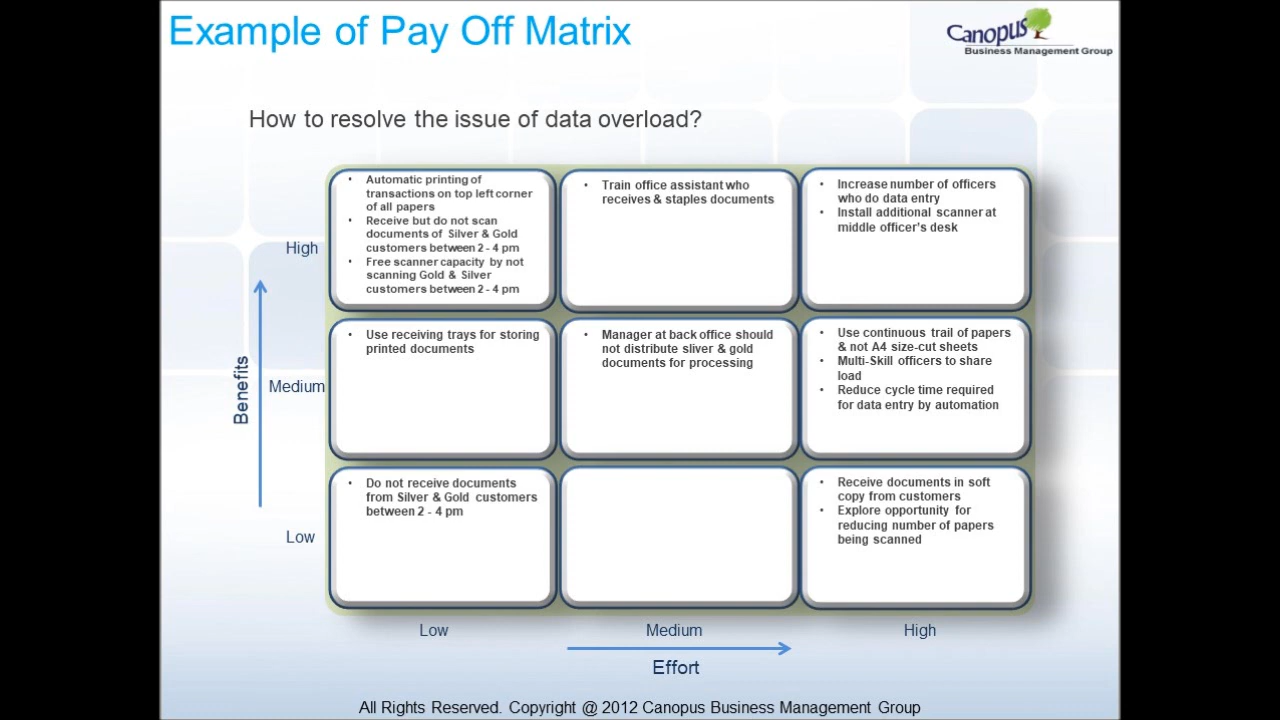 Example of Pay Off Matrix
Canopus
Business Management Group
How to resolve the issue of data overload?
• Automatic printing of
transactions on top left corner
of all papers
• Receive but do not scan
documents of Silver & Gold
customers between 2 - 4 pm
• Free scanner capacity by not
scanning Gold & Silver
customers between 2 - 4 pm
• Train office assistant who
receives & staples documents
• Increase number of officers
who do data entry
• Install additional scanner at
middle officer's desk
High
• Use receiving trays for storing
printed documents
• Manager at back office should
not distribute sliver & gold
documents for processing
• Use continuous trail of papers
& not A4 size-cut sheets
• Multi-Skill officers to share
load
• Reduce cycle time required
for data entry by automation
Benefits
Medium
• Do not receive documents
from Silver & Gold customers
between 2 - 4 pm
• Receive documents in soft
copy from customers
• Explore opportunity for
reducing number of papers
being scanned
Low
Low
Medium
High
Effort
All Rights Reserved. Copyright @ 2012 Canopus Business Management Group